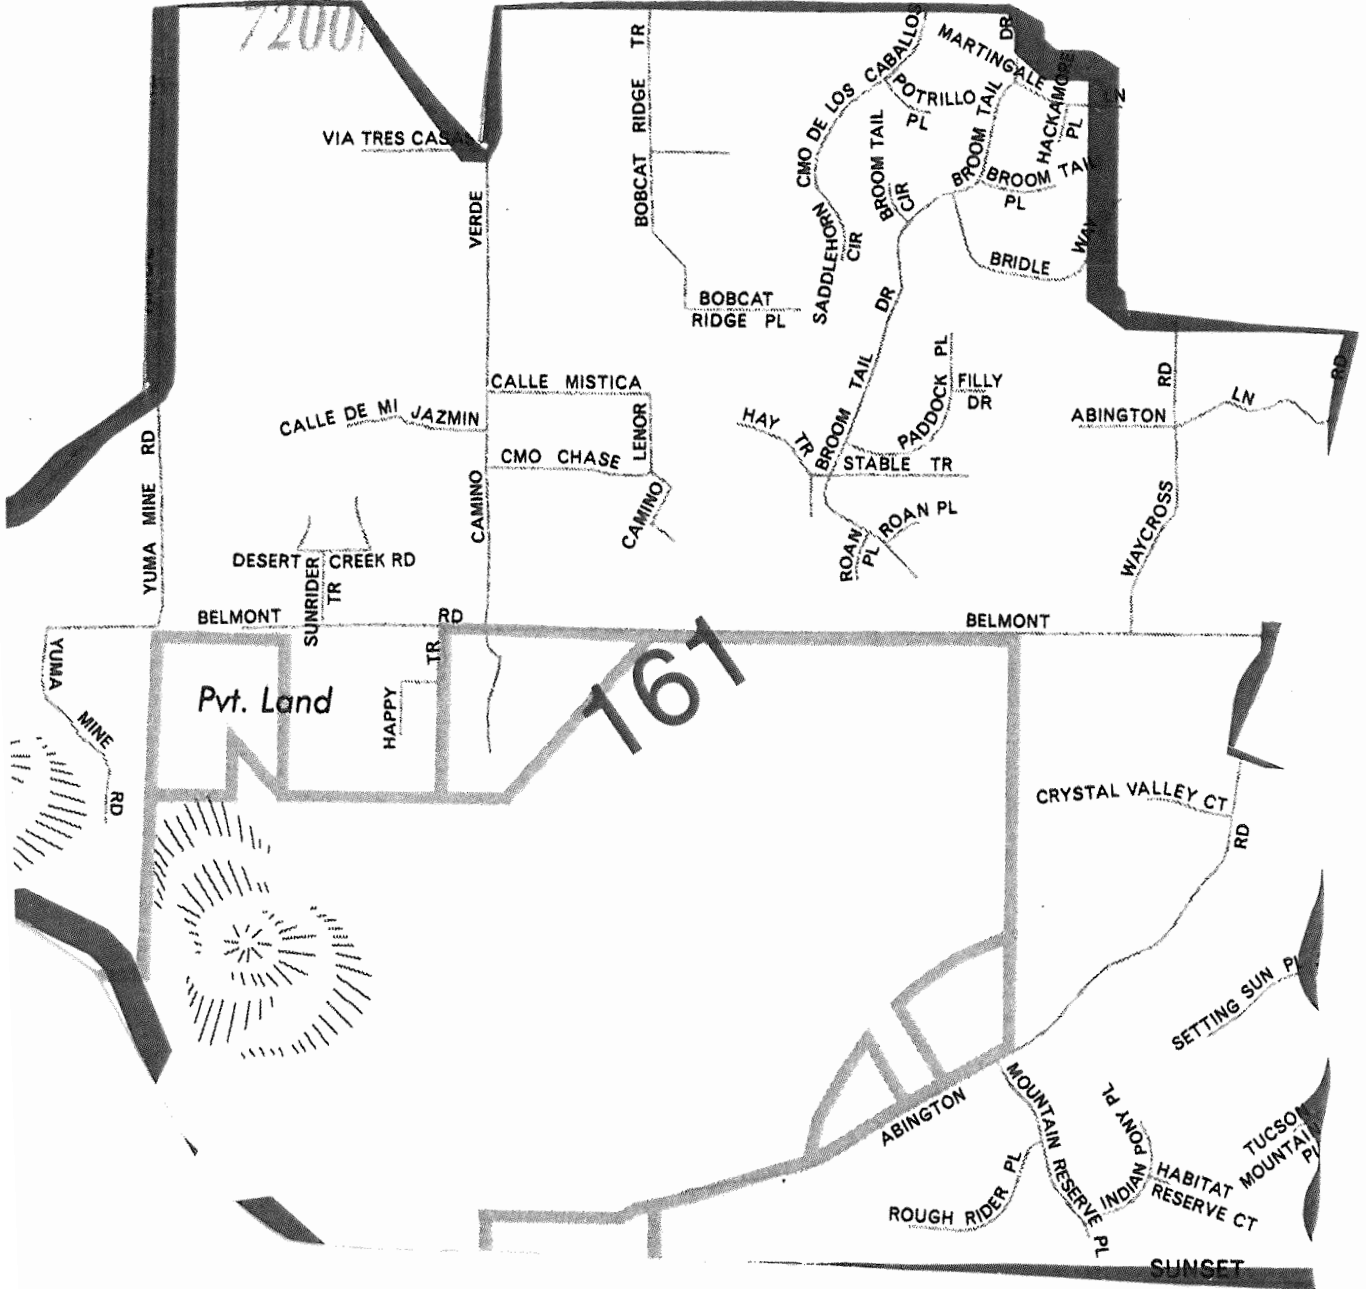 7200
DR
MARTINGALE
LN
HACKAMORE
PL
CMO DE LOS CABALLOS
POTRILLO
PL
BOBCAT RIDGE TR
VIA TRES CASAS
BROOM TAIL
CIR
BROOM TAIL
BROOM TAIL
PL
SADDLEHORN
CIR
BRIDLE WAY
VERDE
BOBCAT
RIDGE PL
DR
BROOM TAIL
CALLE MISTICA
CALLE DE MI JAZMIN
LENOR
CMO CHASE
CAMINO
CAMINO
HAY TR
PADDOCK PL
FILLY
DR
STABLE TR
ROAN PL
ROAN
PL
RD
ABINGTON
LN
RD
WAYCROSS
YUMA MINE RD
DESERT CREEK RD
SUNRIDER
TR
BELMONT RD
BELMONT
YUMA
MINE
RD
Pvt. Land
HAPPY
TR
161
CRYSTAL VALLEY CT
RD
SETTING SUN PL
ABINGTON
MOUNTAIN RESERVE PL
INDIAN PONY PL
HABITAT
RESERVE CT
TUCSON
MOUNTAI
PL
ROUGH RIDER PL
SUNSET